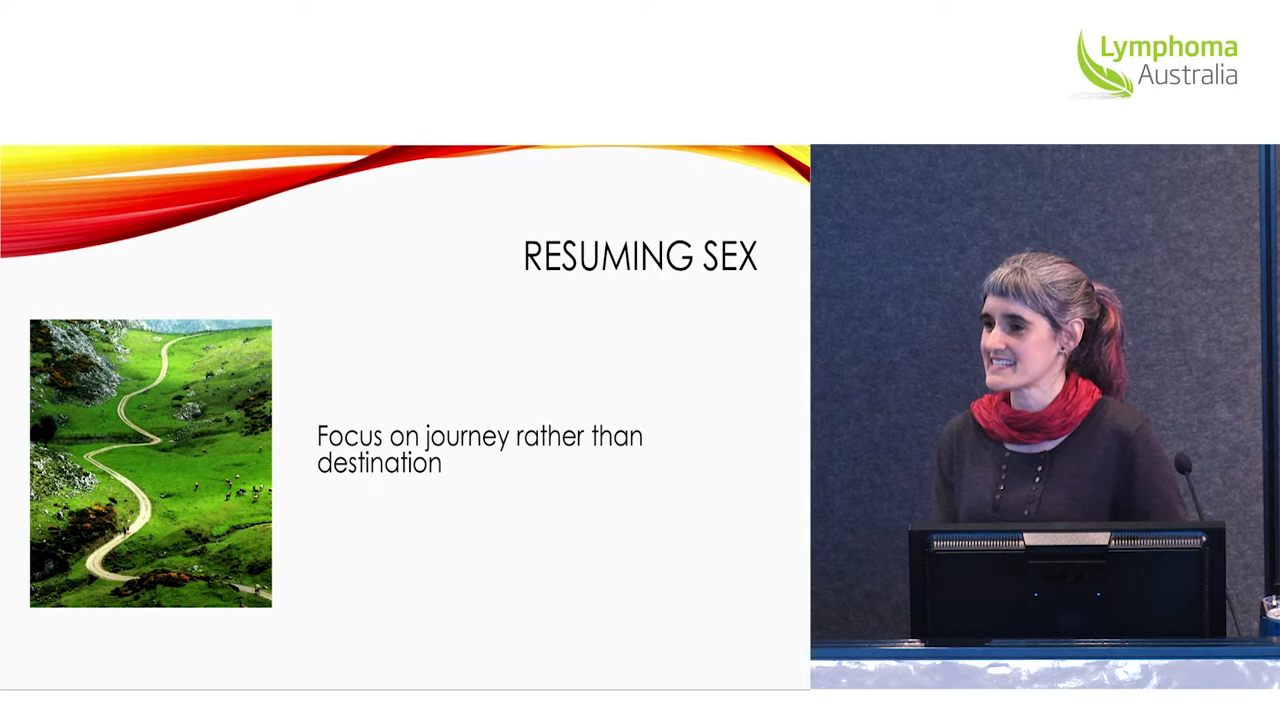 Lymphoma
Australia
RESUMING SEX
Focus on journey rather than
destination